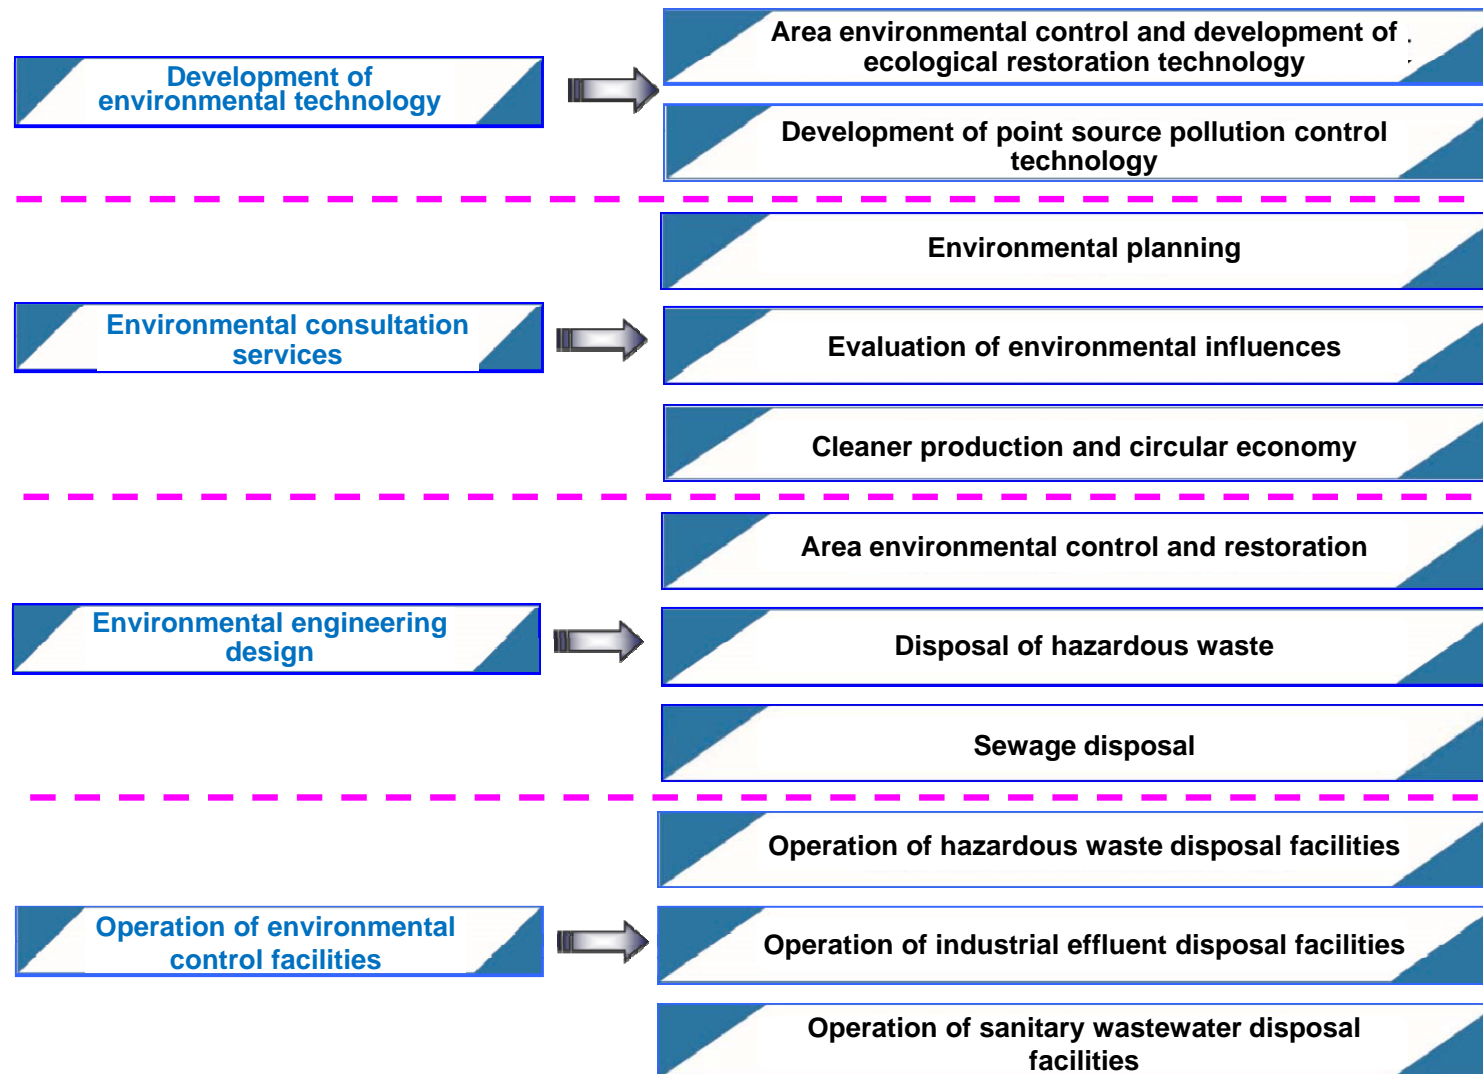 Development of
environmental technology
Area environmental control and development of
ecological restoration technology
Development of point source pollution control
technology
Environmental consultation
services
Environmental planning
Evaluation of environmental influences
Cleaner production and circular economy
Environmental engineering
design
Area environmental control and restoration
Disposal of hazardous waste
Sewage disposal
Operation of environmental
control facilities
Operation of hazardous waste disposal facilities
Operation of industrial effluent disposal facilities
Operation of sanitary wastewater disposal
facilities